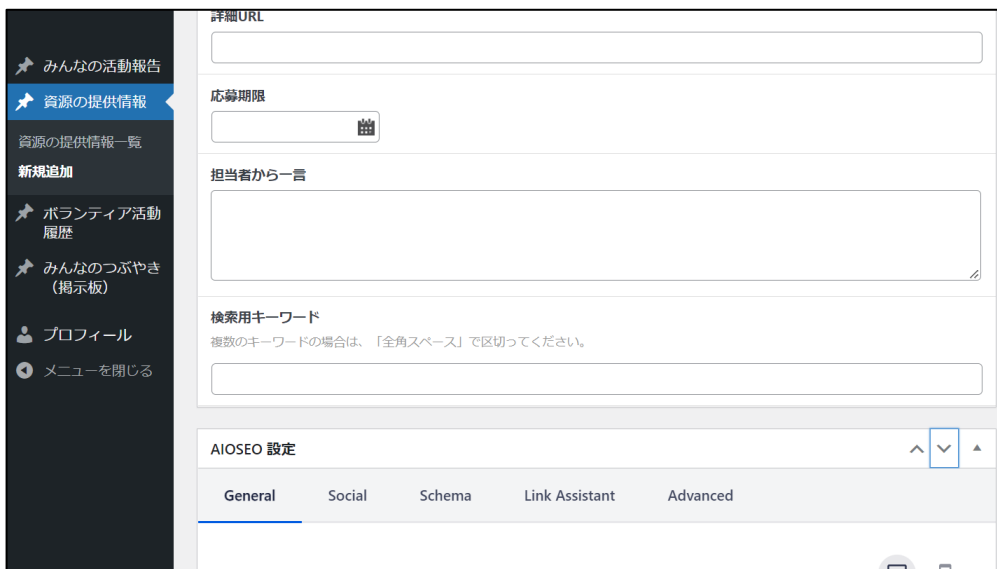 詳細URL
みんなの活動報告
資源の提供情報
応募期限
資源の提供情報一覧
新規追加
担当者から一言
ボランティア活動
履歴
みんなのつぶやき
（掲示板）
検索用キーワード
プロフィール
複数のキーワードの場合は、「全角スペース」で区切ってください。
メニューを閉じる
AIOSEO 設定
General Social Schema Link Assistant Advanced